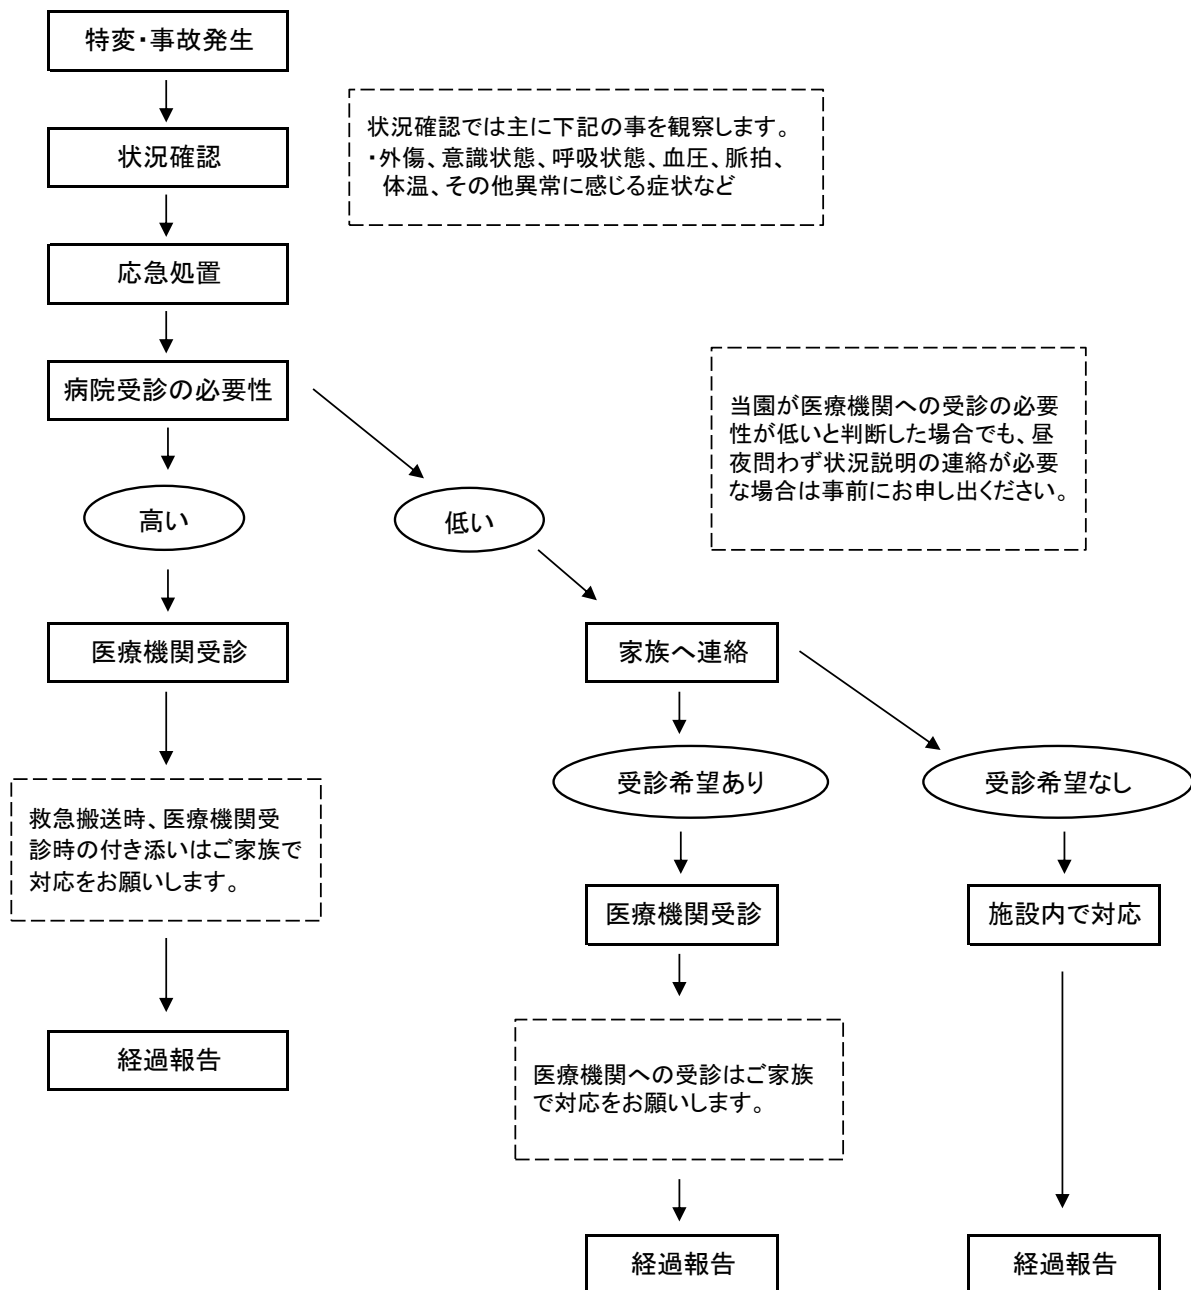 特変・事故発生
状況確認では主に下記の事を観察します。
・外傷、意識状態、呼吸状態、血圧、脈拍、
体温、その他異常に感じる症状など
状況確認
応急処置
病院受診の必要性
当園が医療機関への受診の必要
性が低いと判断した場合でも、昼
夜問わず状況説明の連絡が必要
な場合は事前にお申し出ください。
高い
低い
医療機関受診
家族へ連絡
受診希望あり
受診希望なし
救急搬送時、医療機関受
診時の付き添いはご家族で
対応をお願いします。
医療機関受診
施設内で対応
経過報告
医療機関への受診はご家族
で対応をお願いします。
経過報告
経過報告